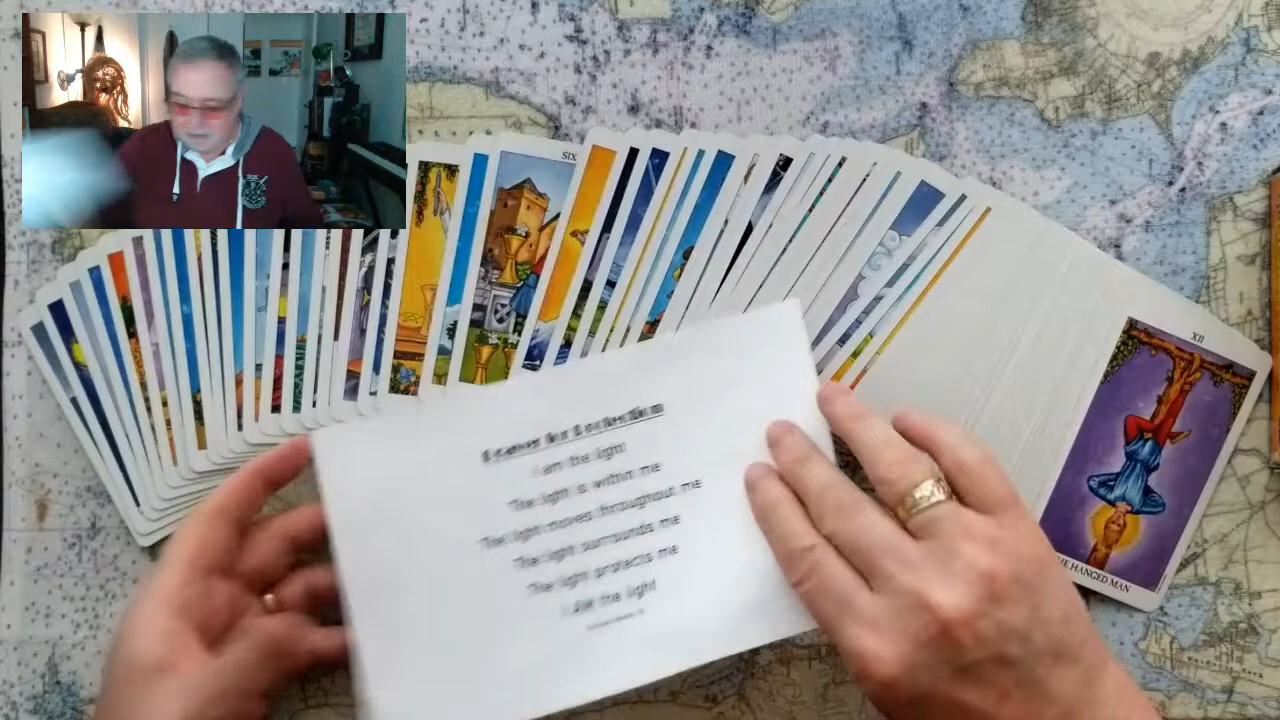 SIX
XII
HE HANGED MAN
I am the light
The light is within me
The light moves throughout me
The light surrounds me
The light protects me
I AM the light